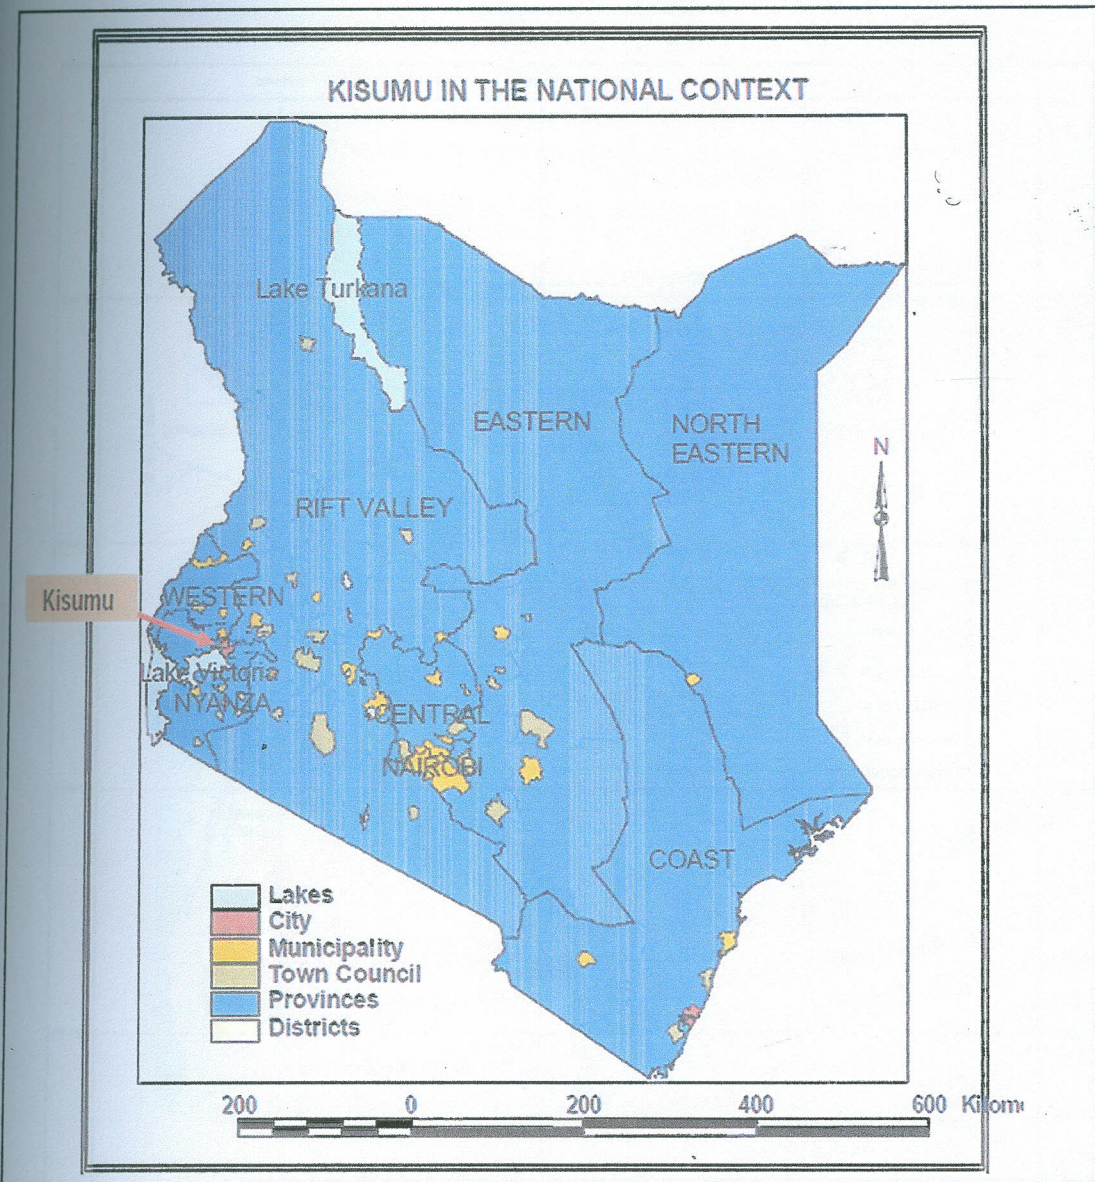 KISUMU IN THE NATIONAL CONTEXT
Lake Turkana
EASTERN
NORTH
EASTERN
N
RIFT VALLEY
WESTERN
Kisumu
Lake Victoria
NYANZA
CENTRAL
NAIROBI
COAST
Lakes
City
Municipality
Town Council
Provinces
Districts
200 0 200 400 600 Kilom